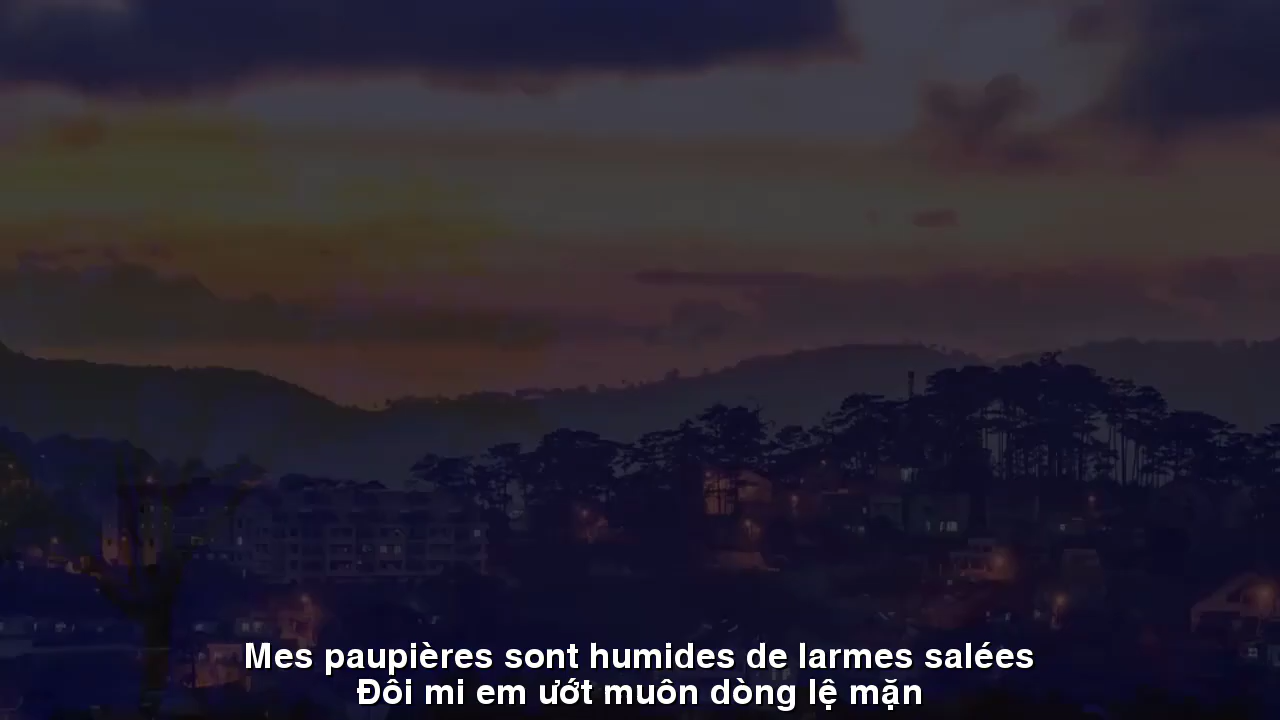 Mes paupières sont humides de larmes salées
Đôi mi em ướt muôn dòng lệ mặn